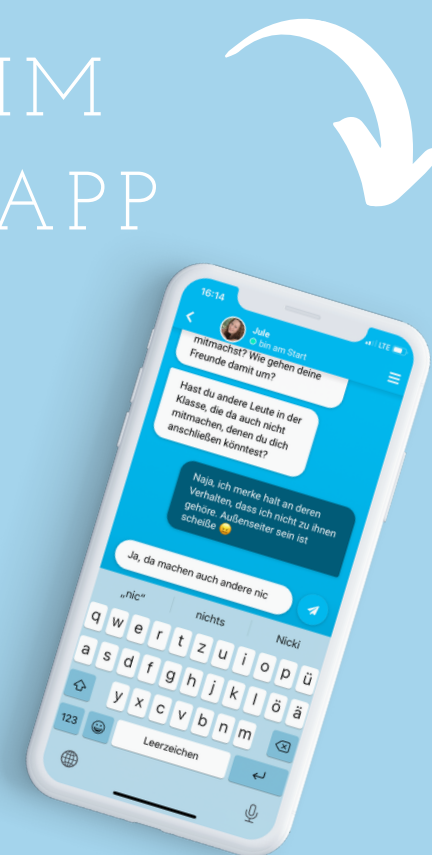 IM
APP
16:14
LTE
Jule
bin am Start
mitmachst? Wie gehen deine
Freunde damit um?
Hast du andere Leute in der
Klasse, die da auch nicht
mitmachen, denen du dich
anschließen könntest?
Naja, ich merke halt an deren
Verhalten, dass ich nicht zu ihnen
gehöre. Außenseiter sein ist
scheiße 😠
Ja, da machen auch andere nic
„nic“ nichts Nicki
q w e r t z u i o p ü
a s d f g h j k l ö ä
y x c v b n m
123 Leerzeichen